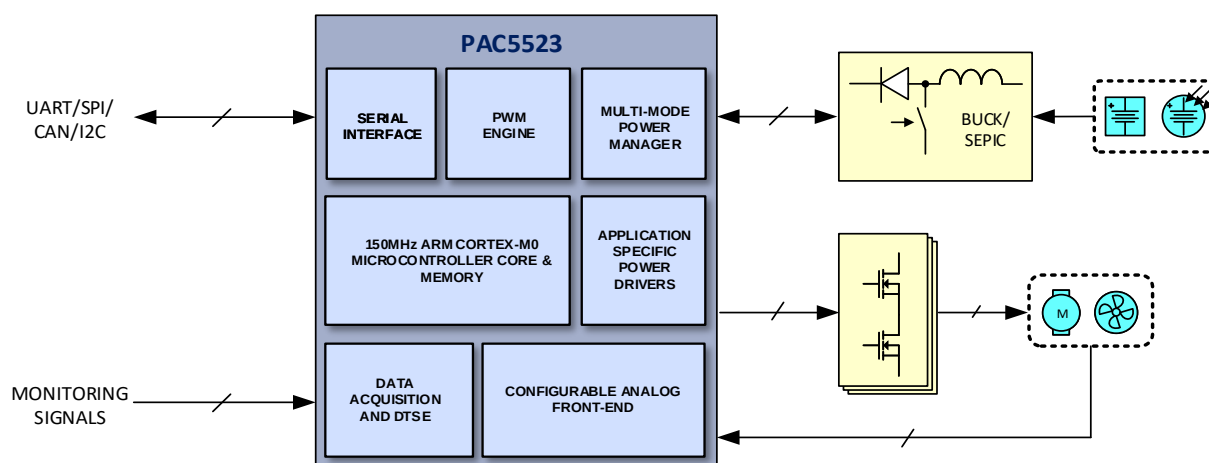 PAC5523
UART/SPI/
CAN/I2C
SERIAL
INTERFACE
PWM
ENGINE
MULTI-MODE
POWER
MANAGER
BUCK/
SEPIC
150MHz ARM CORTEX-M0
MICROCONTROLLER CORE &
MEMORY
APPLICATION
SPECIFIC
POWER
DRIVERS
M
MONITORING
SIGNALS
DATA
ACQUISITION
AND DTSE
CONFIGURABLE ANALOG
FRONT-END